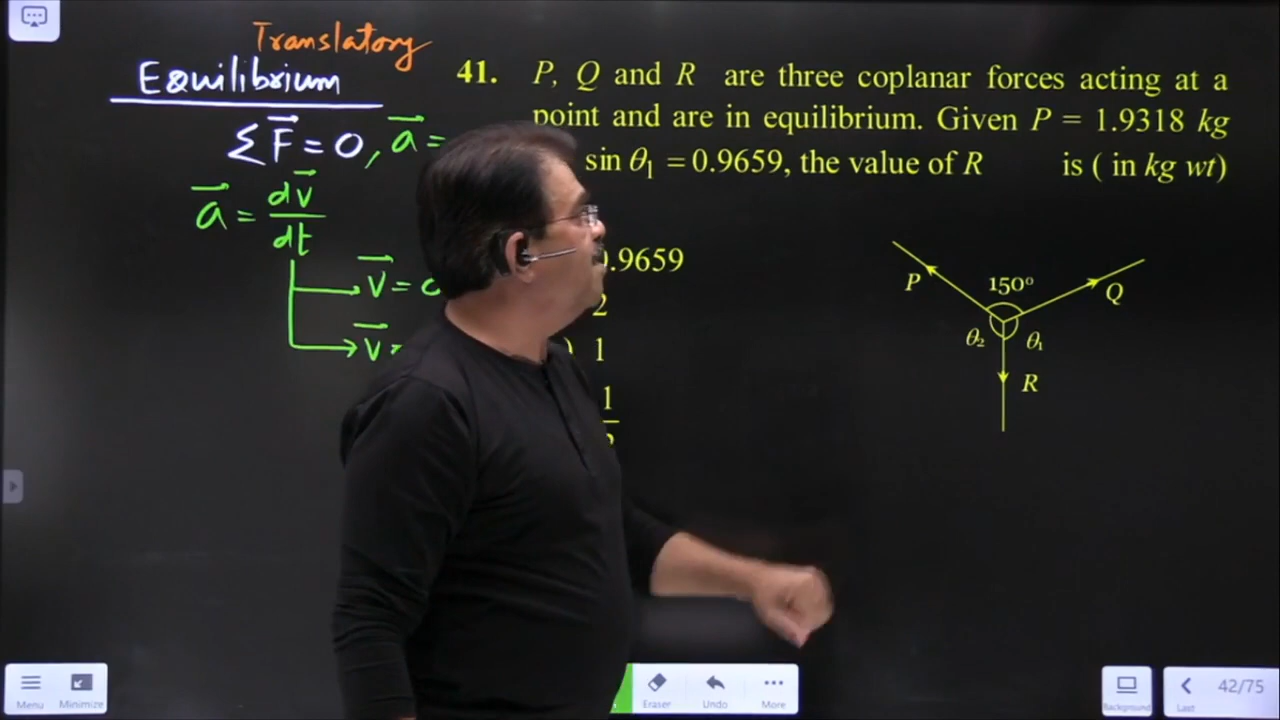 Translatory
Equilibrium
ΣF⃗ = 0, a⃗ =
a⃗ = dv⃗/dt
v⃗ = 0
v⃗
41. P, Q and R are three coplanar forces acting at a
point and are in equilibrium. Given P = 1.9318 kg
sin θ₁ = 0.9659, the value of R is ( in kg wt)
.9659
2
) 1
1
P
150°
Q
θ₂
θ₁
R
Menu
Minimize
Eraser
Undo
More
Background
Last
42/75